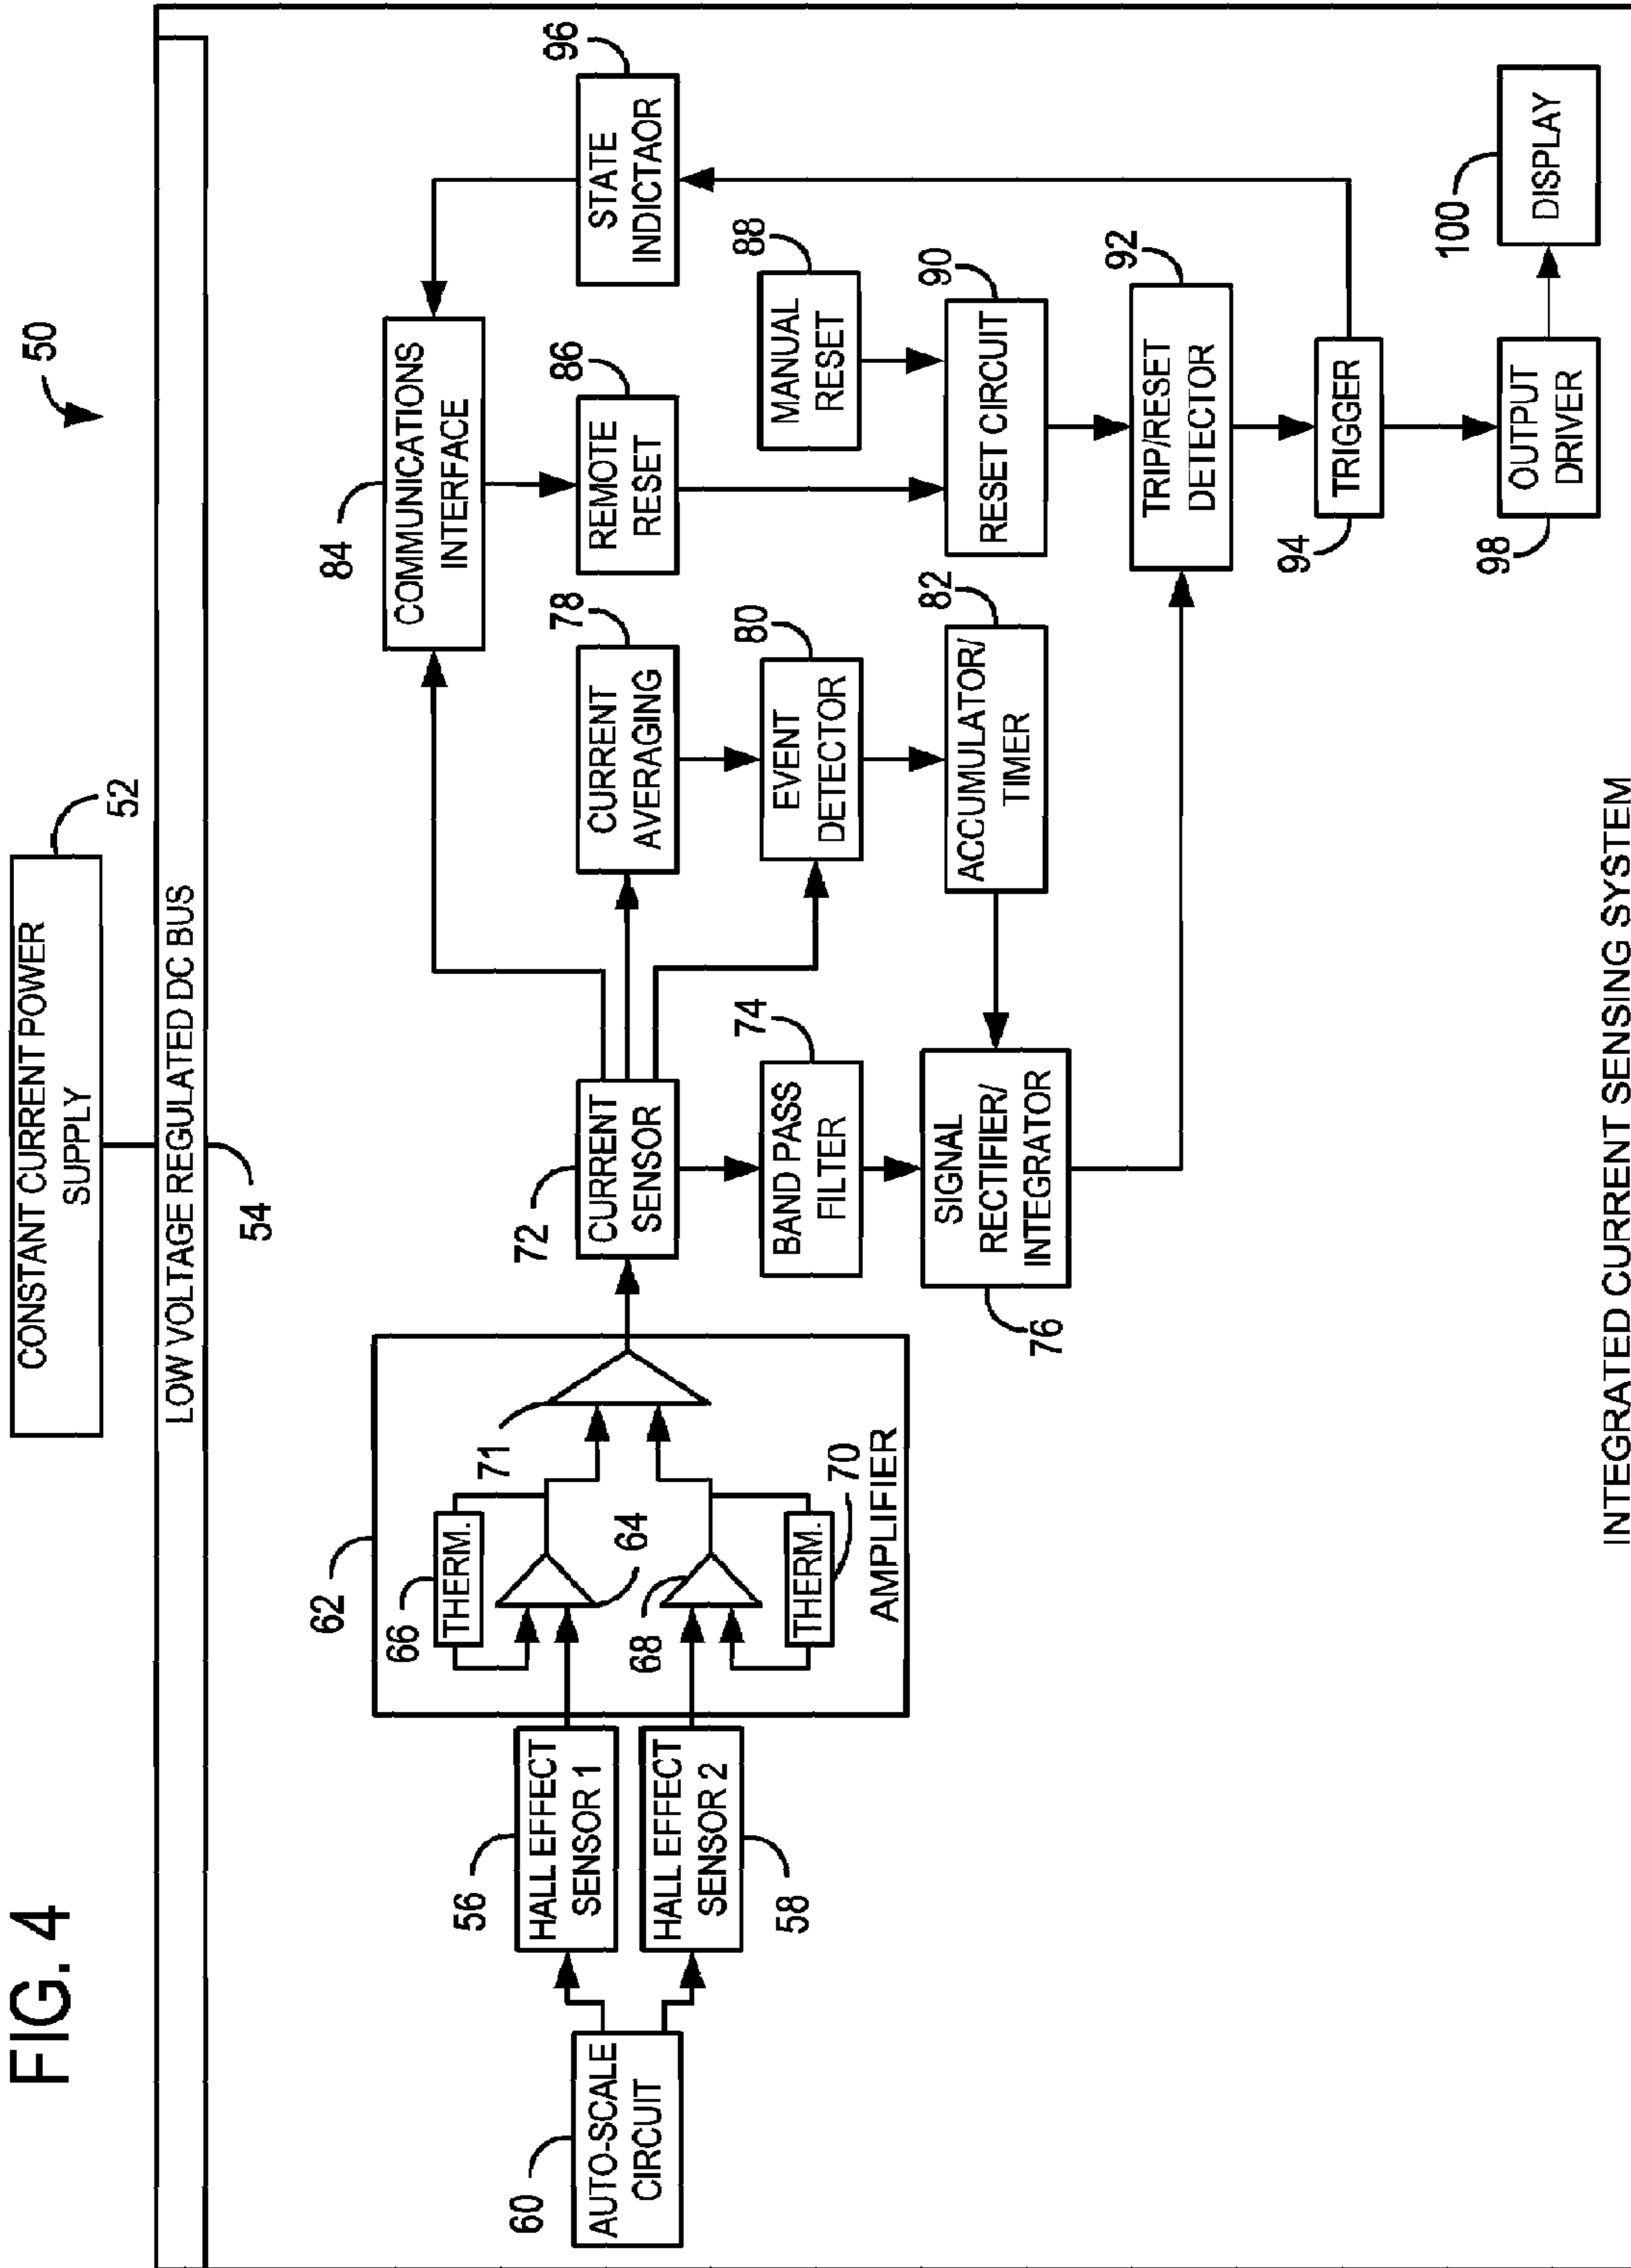 FIG. 4
50
CONSTANT CURRENT POWER
SUPPLY
52
LOW VOLTAGE REGULATED DC BUS
54
60
AUTO-SCALE
CIRCUIT
56
HALL EFFECT
SENSOR 1
HALL EFFECT
SENSOR 2
58
62
66
THERM.
64
71
68
THERM.
70
AMPLIFIER
72
CURRENT
SENSOR
74
BAND PASS
FILTER
SIGNAL
RECTIFIER/
INTEGRATOR
76
78
CURRENT
AVERAGING
80
EVENT
DETECTOR
82
ACCUMULATOR/
TIMER
84
COMMUNICATIONS
INTERFACE
86
REMOTE
RESET
88
MANUAL
RESET
90
RESET CIRCUIT
92
TRIP/RESET
DETECTOR
94
TRIGGER
96
STATE
INDICTAOR
98
OUTPUT
DRIVER
100
DISPLAY
INTEGRATED CURRENT SENSING SYSTEM